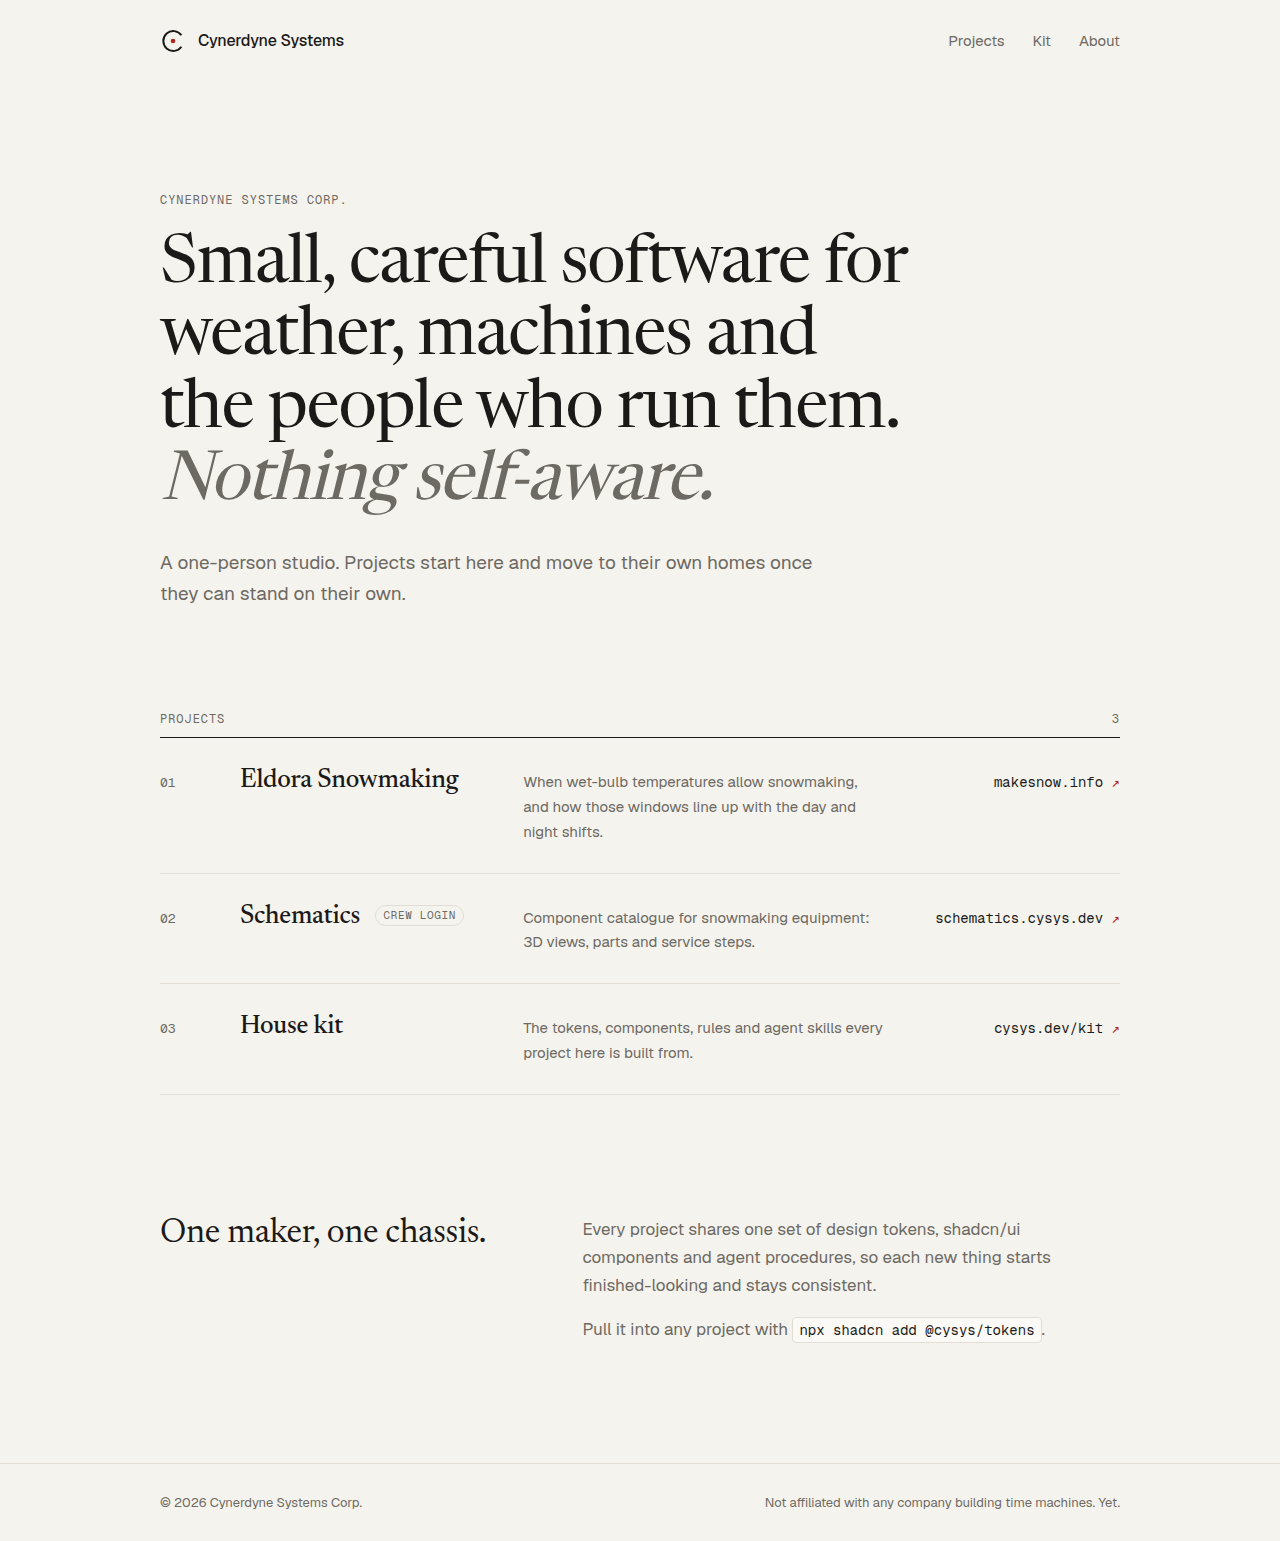 Cynerdyne Systems
Projects Kit About
CYNERDYNE SYSTEMS CORP.
Small, careful software for
weather, machines and
the people who run them.
Nothing self-aware.
A one-person studio. Projects start here and move to their own homes once
they can stand on their own.
PROJECTS 3
01 Eldora Snowmaking When wet-bulb temperatures allow snowmaking, makesnow.info ↗
and how those windows line up with the day and
night shifts.
02 Schematics CREW LOGIN Component catalogue for snowmaking equipment: schematics.cysys.dev ↗
3D views, parts and service steps.
03 House kit The tokens, components, rules and agent skills every cysys.dev/kit ↗
project here is built from.
One maker, one chassis. Every project shares one set of design tokens, shadcn/ui
components and agent procedures, so each new thing starts
finished-looking and stays consistent.
Pull it into any project with npx shadcn add @cysys/tokens.
© 2026 Cynerdyne Systems Corp. Not affiliated with any company building time machines. Yet.